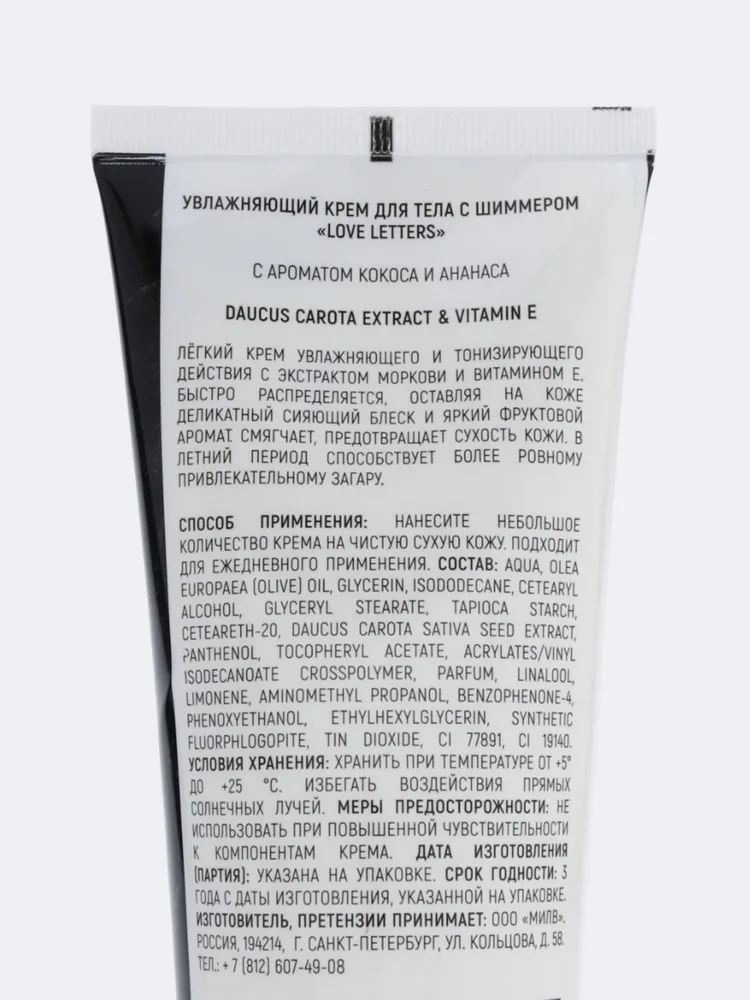 УВЛАЖНЯЮЩИЙ КРЕМ ДЛЯ ТЕЛА С ШИММЕРОМ
«LOVE LETTERS»
С АРОМАТОМ КОКОСА И АНАНАСА
DAUCUS CAROTA EXTRACT & VITAMIN E
ЛЁГКИЙ КРЕМ УВЛАЖНЯЮЩЕГО И ТОНИЗИРУЮЩЕГО
ДЕЙСТВИЯ С ЭКСТРАКТОМ МОРКОВИ И ВИТАМИНОМ Е.
БЫСТРО РАСПРЕДЕЛЯЕТСЯ, ОСТАВЛЯЯ НА КОЖЕ
ДЕЛИКАТНЫЙ СИЯЮЩИЙ БЛЕСК И ЯРКИЙ ФРУКТОВОЙ
АРОМАТ. СМЯГЧАЕТ, ПРЕДОТВРАЩАЕТ СУХОСТЬ КОЖИ. В
ЛЕТНИЙ ПЕРИОД СПОСОБСТВУЕТ БОЛЕЕ РОВНОМУ
ПРИВЛЕКАТЕЛЬНОМУ ЗАГАРУ.
СПОСОБ ПРИМЕНЕНИЯ: НАНЕСИТЕ НЕБОЛЬШОЕ
КОЛИЧЕСТВО КРЕМА НА ЧИСТУЮ СУХУЮ КОЖУ. ПОДХОДИТ
ДЛЯ ЕЖЕДНЕВНОГО ПРИМЕНЕНИЯ. СОСТАВ: AQUA, OLEA
EUROPAEA (OLIVE) OIL, GLYCERIN, ISODODECANE, CETEARYL
ALCOHOL, GLYCERYL STEARATE, TAPIOCA STARCH,
CETEARETH-20, DAUCUS CAROTA SATIVA SEED EXTRACT,
PANTHENOL, TOCOPHERYL ACETATE, ACRYLATES/VINYL
ISODECANOATE CROSSPOLYMER, PARFUM, LINALOOL,
LIMONENE, AMINOMETHYL PROPANOL, BENZOPHENONE-4,
PHENOXYETHANOL, ETHYLHEXYLGLYCERIN, SYNTHETIC
FLUORPHLOGOPITE, TIN DIOXIDE, CI 77891, CI 19140.
УСЛОВИЯ ХРАНЕНИЯ: ХРАНИТЬ ПРИ ТЕМПЕРАТУРЕ ОТ +5°
ДО +25 °С. ИЗБЕГАТЬ ВОЗДЕЙСТВИЯ ПРЯМЫХ
СОЛНЕЧНЫХ ЛУЧЕЙ. МЕРЫ ПРЕДОСТОРОЖНОСТИ: НЕ
ИСПОЛЬЗОВАТЬ ПРИ ПОВЫШЕННОЙ ЧУВСТВИТЕЛЬНОСТИ
К КОМПОНЕНТАМ КРЕМА. ДАТА ИЗГОТОВЛЕНИЯ
(ПАРТИЯ): УКАЗАНА НА УПАКОВКЕ. СРОК ГОДНОСТИ: 3
ГОДА С ДАТЫ ИЗГОТОВЛЕНИЯ, УКАЗАННОЙ НА УПАКОВКЕ.
ИЗГОТОВИТЕЛЬ, ПРЕТЕНЗИИ ПРИНИМАЕТ: ООО «МИЛВ».
РОССИЯ, 194214, Г. САНКТ-ПЕТЕРБУРГ, УЛ. КОЛЬЦОВА, Д. 58.
ТЕЛ.: +7 (812) 607-49-08